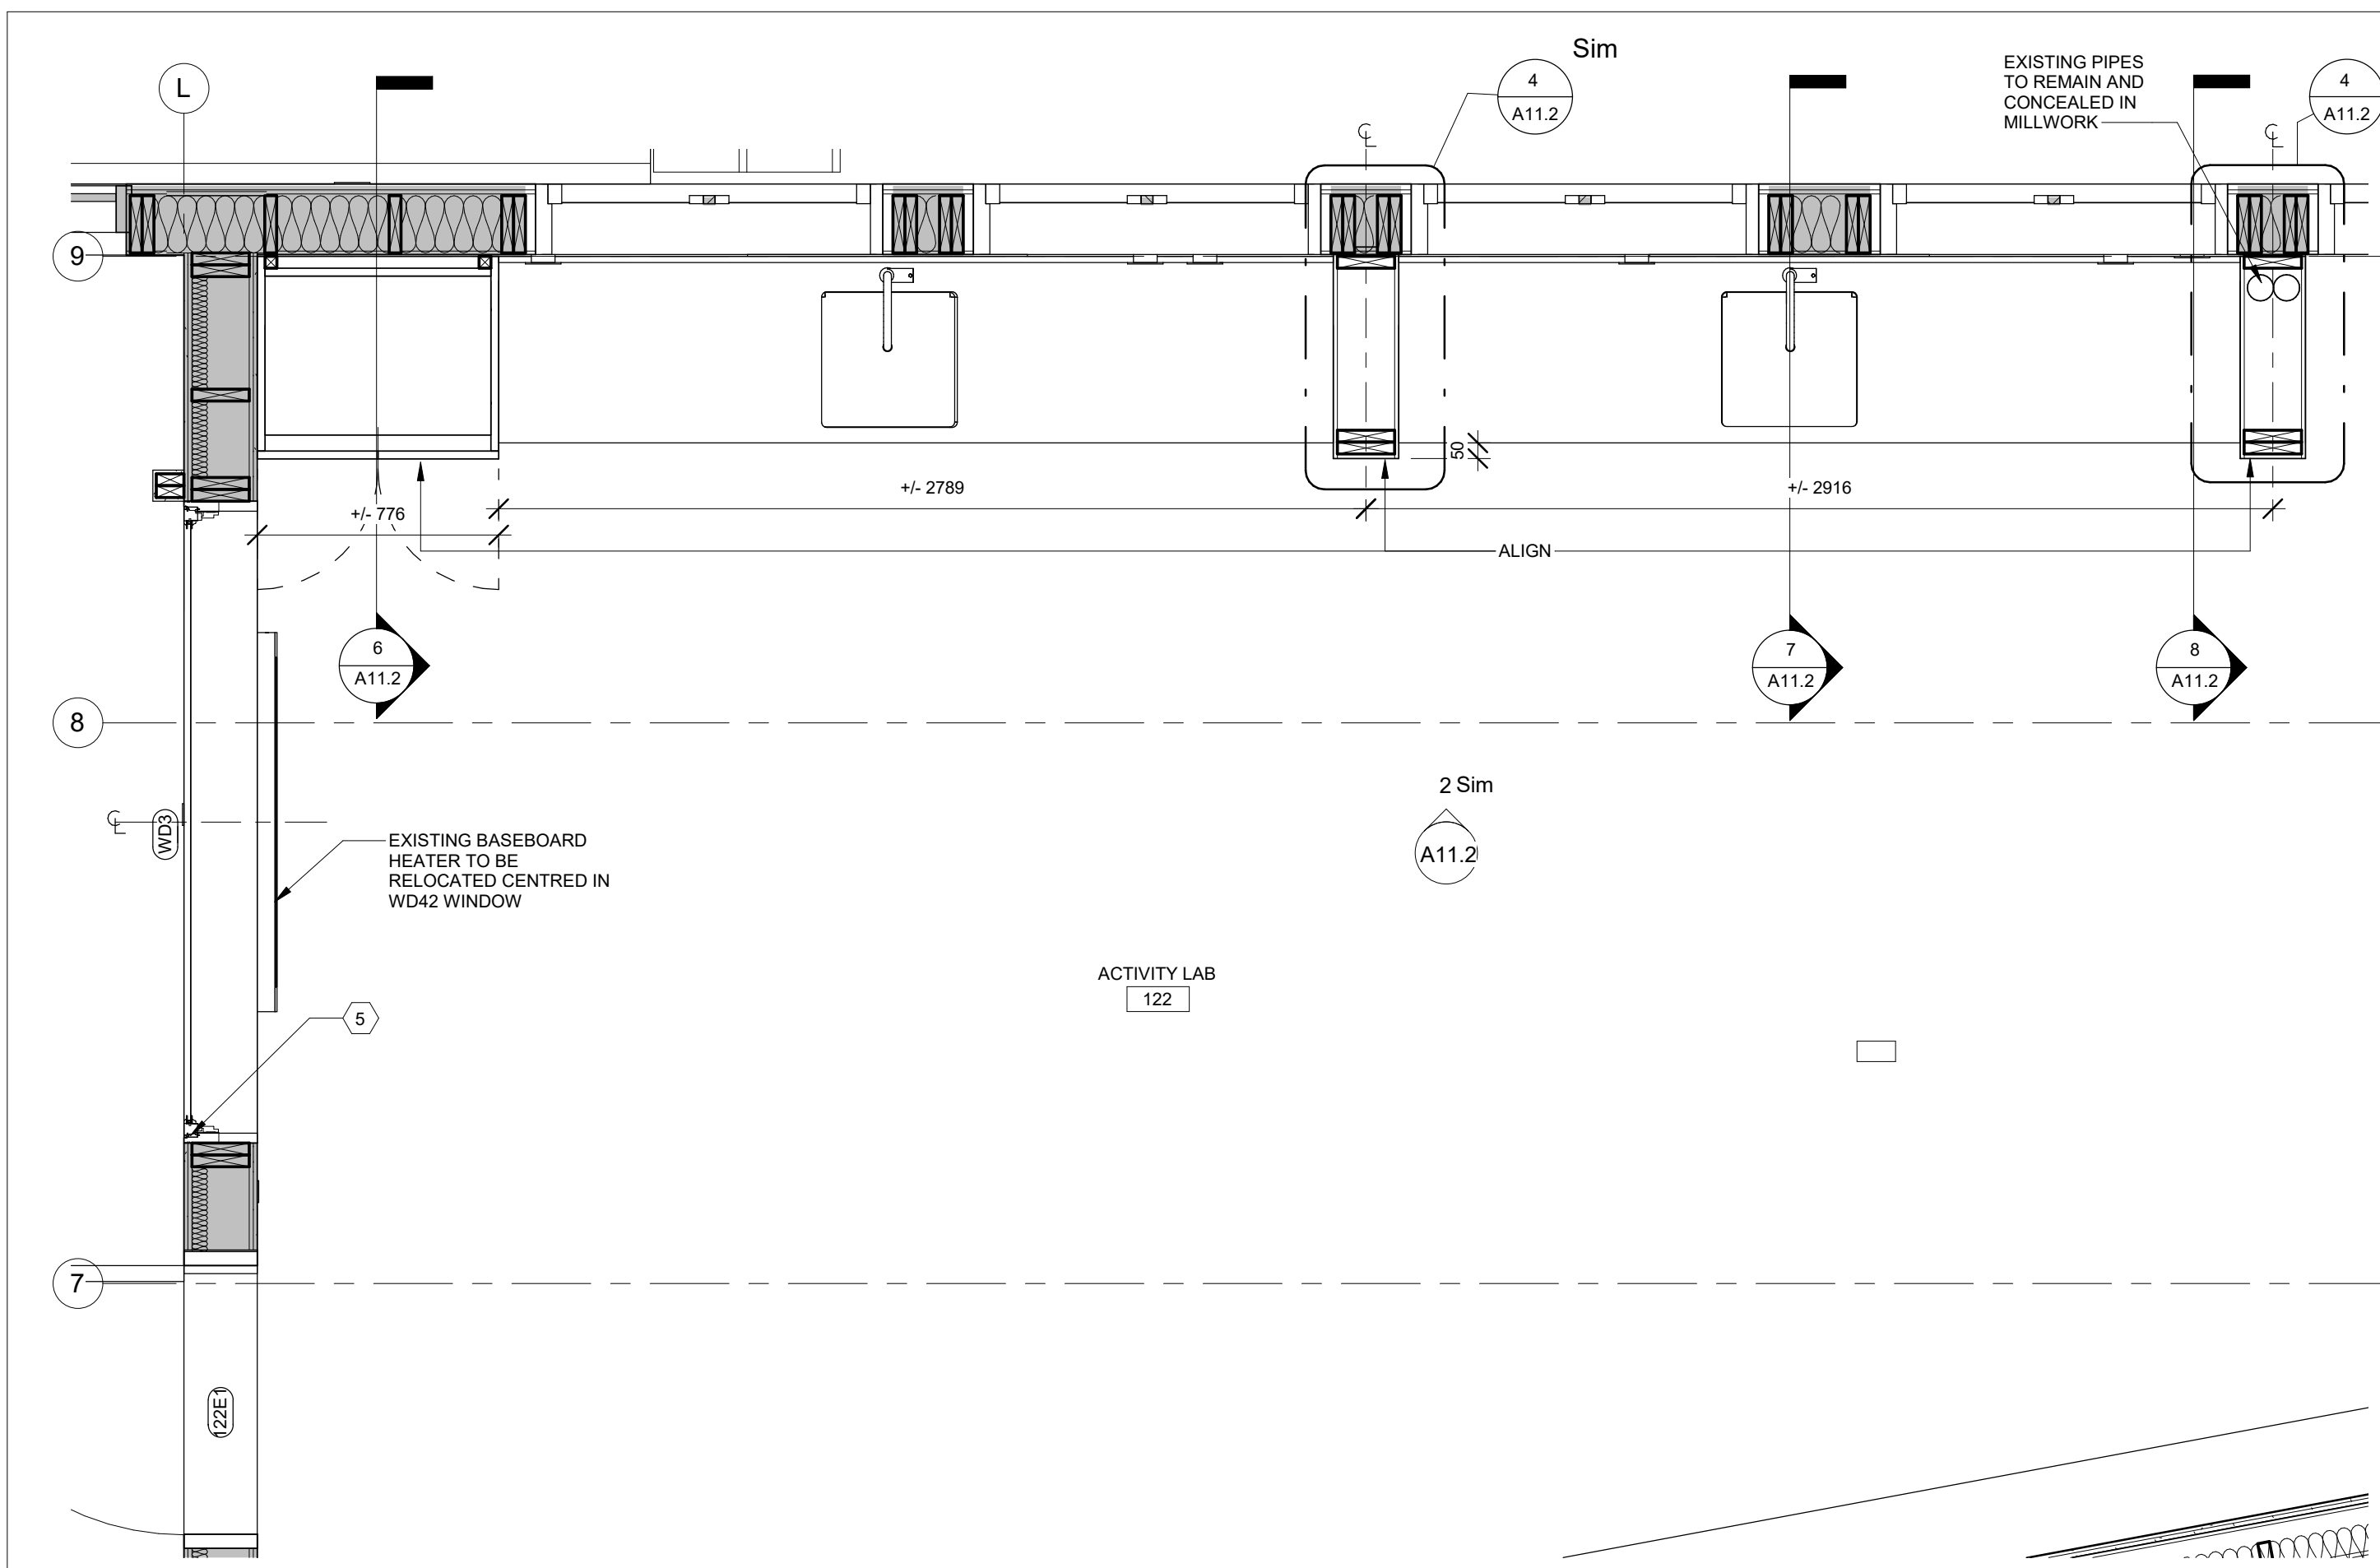 Sim
L
4
A11.2
EXISTING PIPES
TO REMAIN AND
CONCEALED IN
MILLWORK
4
A11.2
℄
℄
9
50
+/- 776
+/- 2789
+/- 2916
ALIGN
6
A11.2
7
A11.2
8
A11.2
8
2 Sim
A11.2
℄
WD3
EXISTING BASEBOARD
HEATER TO BE
RELOCATED CENTRED IN
WD42 WINDOW
ACTIVITY LAB
122
5
7
122E1